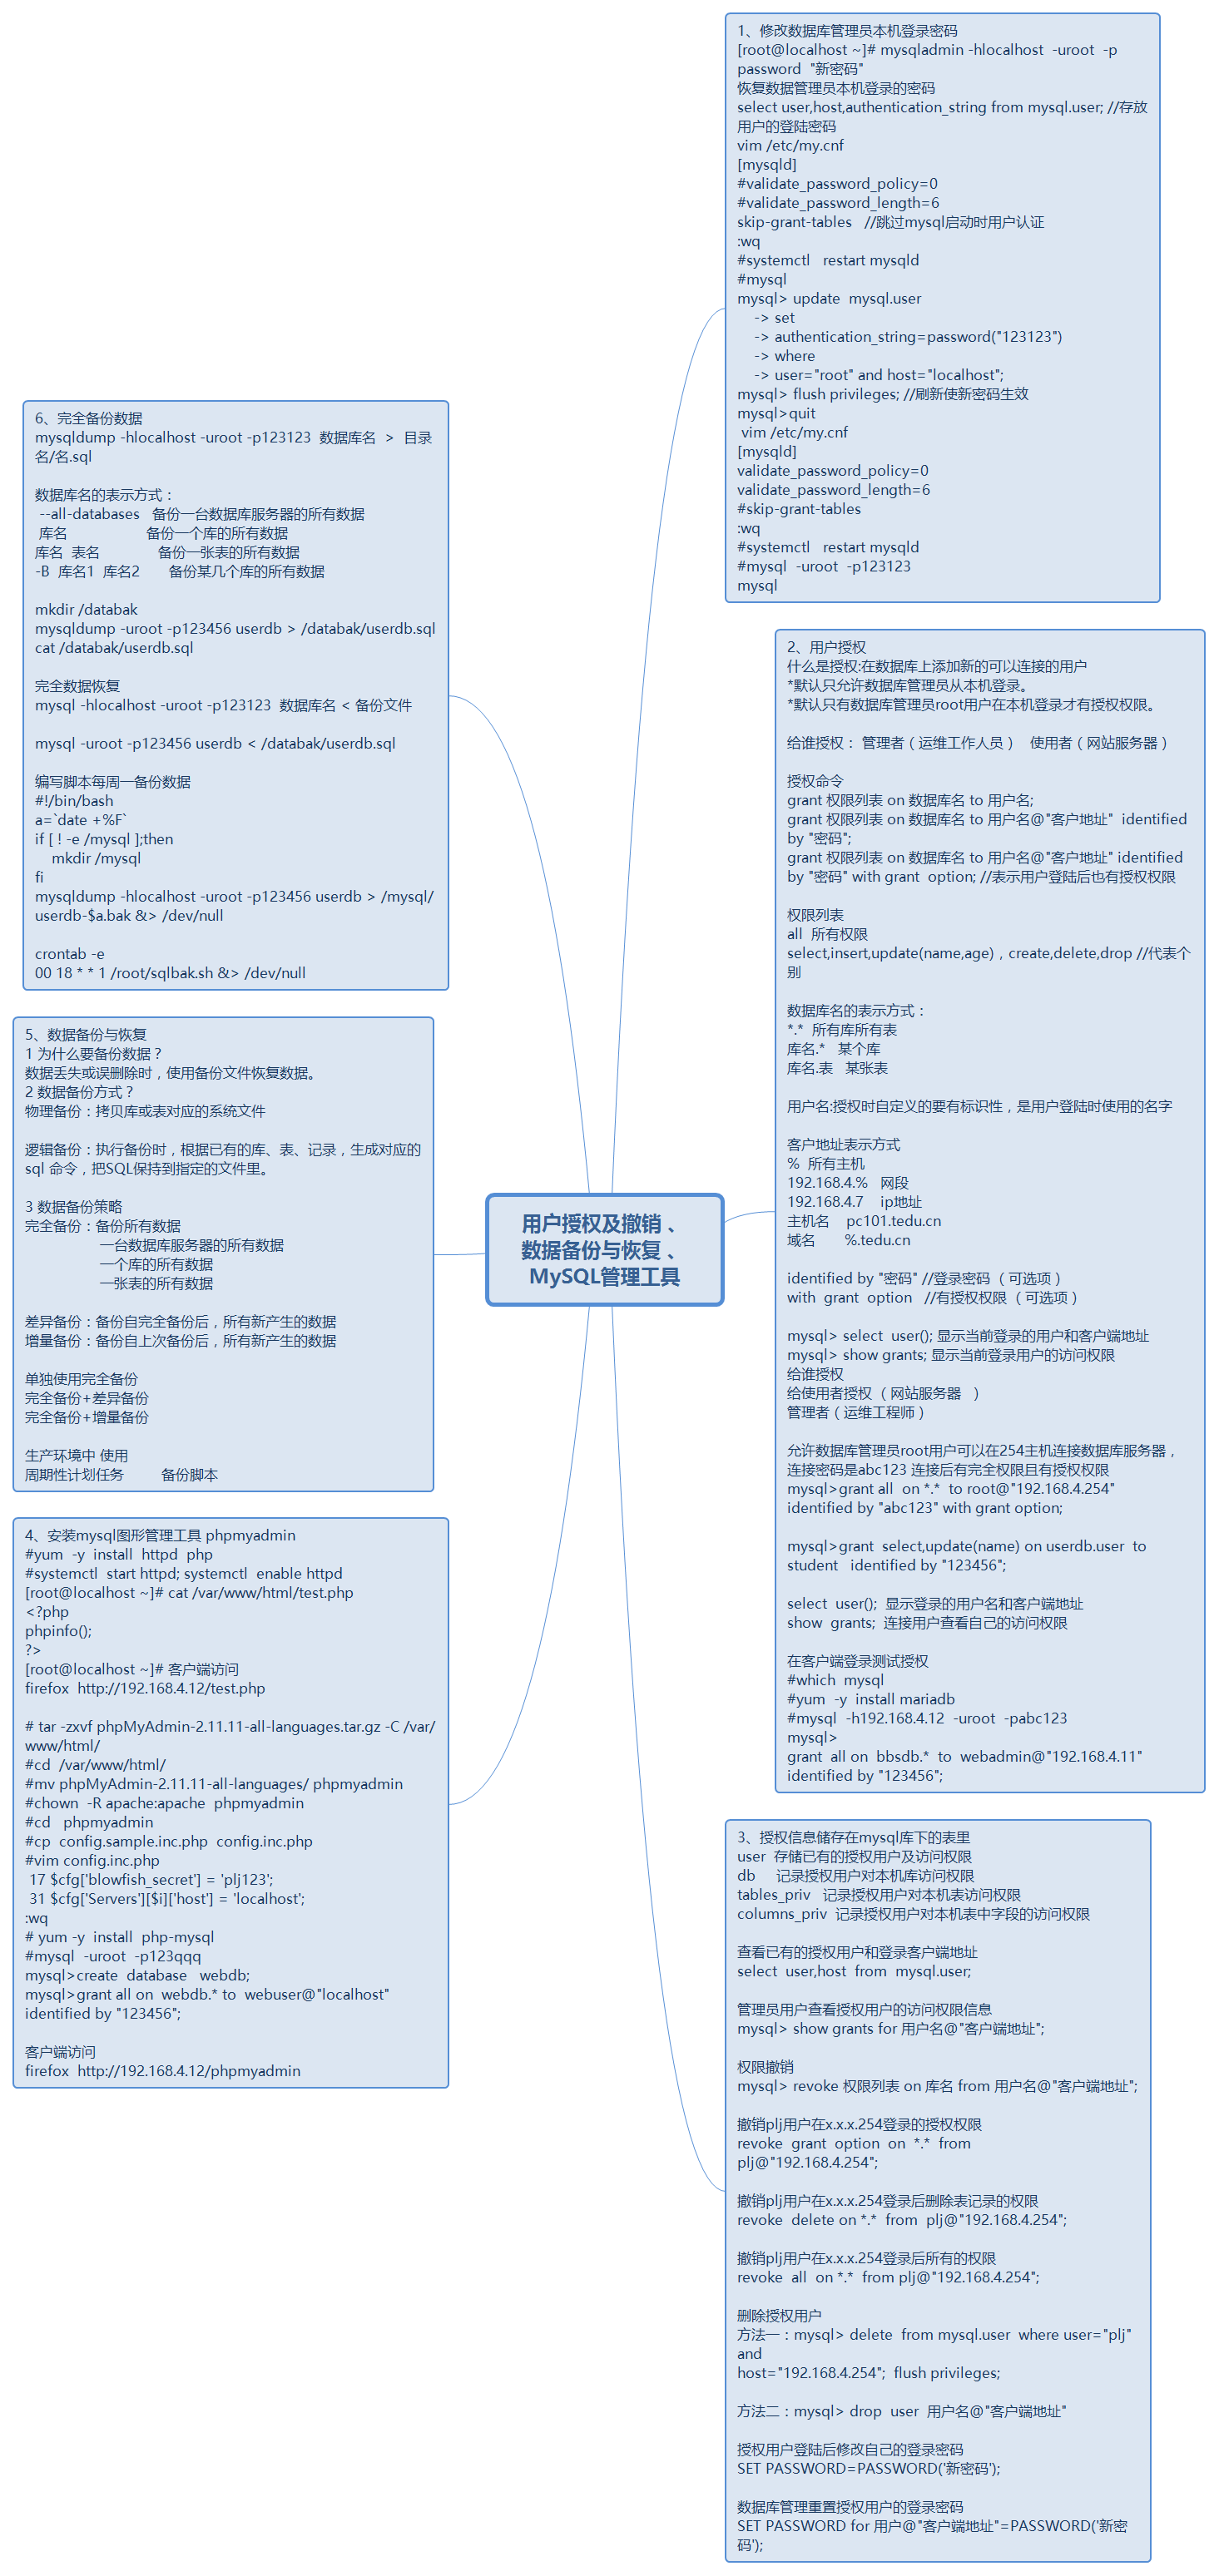 用户授权及撤销 、
数据备份与恢复 、
MySQL管理工具
1、修改数据库管理员本机登录密码
[root@localhost ~]# mysqladmin -hlocalhost  -uroot  -p
password  "新密码"
恢复数据管理员本机登录的密码
select user,host,authentication_string from mysql.user; //存放
用户的登陆密码
vim /etc/my.cnf
[mysqld]
#validate_password_policy=0
#validate_password_length=6
skip-grant-tables   //跳过mysql启动时用户认证
:wq
#systemctl   restart mysqld
#mysql
mysql> update  mysql.user
    -> set
    -> authentication_string=password("123123")
    -> where
    -> user="root" and host="localhost";
mysql> flush privileges; //刷新使新密码生效
mysql>quit
 vim /etc/my.cnf
[mysqld]
validate_password_policy=0
validate_password_length=6
#skip-grant-tables
:wq
#systemctl   restart mysqld
#mysql  -uroot  -p123123
mysql
2、用户授权
什么是授权:在数据库上添加新的可以连接的用户
*默认只允许数据库管理员从本机登录。
*默认只有数据库管理员root用户在本机登录才有授权权限。
给谁授权： 管理者（运维工作人员）   使用者（网站服务器）
授权命令
grant 权限列表 on 数据库名 to 用户名;
grant 权限列表 on 数据库名 to 用户名@"客户地址"  identified
by "密码";
grant 权限列表 on 数据库名 to 用户名@"客户地址" identified
by "密码" with grant  option; //表示用户登陆后也有授权权限
权限列表
all  所有权限
select,insert,update(name,age)，create,delete,drop //代表个
别
数据库名的表示方式：
*.*  所有库所有表
库名.*   某个库
库名.表   某张表
用户名:授权时自定义的要有标识性，是用户登陆时使用的名字
客户地址表示方式
%  所有主机
192.168.4.%   网段
192.168.4.7    ip地址
主机名    pc101.tedu.cn
域名       %.tedu.cn
identified by "密码" //登录密码 （可选项）
with  grant  option   //有授权权限 （可选项）
mysql> select  user(); 显示当前登录的用户和客户端地址
mysql> show grants; 显示当前登录用户的访问权限
给谁授权
给使用者授权 （ 网站服务器   ）
管理者（运维工程师）
允许数据库管理员root用户可以在254主机连接数据库服务器，
连接密码是abc123 连接后有完全权限且有授权权限
mysql>grant all  on *.*  to root@"192.168.4.254"
identified by "abc123" with grant option;
mysql>grant  select,update(name) on userdb.user  to
student   identified by "123456";
select  user();  显示登录的用户名和客户端地址
show  grants;  连接用户查看自己的访问权限
在客户端登录测试授权
#which  mysql
#yum  -y  install mariadb
#mysql  -h192.168.4.12  -uroot  -pabc123
mysql>
grant  all on  bbsdb.*  to  webadmin@"192.168.4.11"
identified by "123456";
3、授权信息储存在mysql库下的表里
user  存储已有的授权用户及访问权限
db     记录授权用户对本机库访问权限
tables_priv   记录授权用户对本机表访问权限
columns_priv  记录授权用户对本机表中字段的访问权限
查看已有的授权用户和登录客户端地址
select  user,host  from  mysql.user;
管理员用户查看授权用户的访问权限信息
mysql> show grants for 用户名@"客户端地址";
权限撤销
mysql> revoke 权限列表 on 库名 from 用户名@"客户端地址";
撤销plj用户在x.x.x.254登录的授权权限
revoke  grant  option  on  *.*  from
plj@"192.168.4.254";
撤销plj用户在x.x.x.254登录后删除表记录的权限
revoke  delete on *.*  from  plj@"192.168.4.254";
撤销plj用户在x.x.x.254登录后所有的权限
revoke  all  on *.*  from plj@"192.168.4.254";
删除授权用户
方法一：mysql> delete  from mysql.user  where user="plj"
and
host="192.168.4.254";  flush privileges;
方法二：mysql> drop  user  用户名@"客户端地址"
授权用户登陆后修改自己的登录密码
SET PASSWORD=PASSWORD('新密码');
数据库管理重置授权用户的登录密码
SET PASSWORD for 用户@"客户端地址"=PASSWORD('新密
码');
4、安装mysql图形管理工具 phpmyadmin
#yum  -y  install  httpd  php
#systemctl  start httpd; systemctl  enable httpd
[root@localhost ~]# cat /var/www/html/test.php
<?php
phpinfo();
?>
[root@localhost ~]# 客户端访问
firefox  http://192.168.4.12/test.php
# tar -zxvf phpMyAdmin-2.11.11-all-languages.tar.gz -C /var/
www/html/
#cd  /var/www/html/
#mv phpMyAdmin-2.11.11-all-languages/ phpmyadmin
#chown  -R apache:apache  phpmyadmin
#cd   phpmyadmin
#cp  config.sample.inc.php  config.inc.php
#vim config.inc.php
 17 $cfg['blowfish_secret'] = 'plj123';
 31 $cfg['Servers'][$i]['host'] = 'localhost';
:wq
# yum -y  install  php-mysql
#mysql  -uroot  -p123qqq
mysql>create  database   webdb;
mysql>grant all on  webdb.* to  webuser@"localhost"
identified by "123456";
客户端访问
firefox  http://192.168.4.12/phpmyadmin
5、数据备份与恢复
1 为什么要备份数据？
数据丢失或误删除时，使用备份文件恢复数据。
2 数据备份方式？
物理备份：拷贝库或表对应的系统文件
逻辑备份：执行备份时，根据已有的库、表、记录，生成对应的
sql 命令，把SQL保持到指定的文件里。
3 数据备份策略
完全备份：备份所有数据
一台数据库服务器的所有数据
一个库的所有数据
一张表的所有数据
差异备份：备份自完全备份后，所有新产生的数据
增量备份：备份自上次备份后，所有新产生的数据
单独使用完全备份
完全备份+差异备份
完全备份+增量备份
生产环境中 使用
周期性计划任务         备份脚本
6、完全备份数据
mysqldump -hlocalhost -uroot -p123123  数据库名  >  目录
名/名.sql
数据库名的表示方式：
 --all-databases   备份一台数据库服务器的所有数据
 库名                   备份一个库的所有数据
库名  表名              备份一张表的所有数据
-B  库名1  库名2       备份某几个库的所有数据
mkdir /databak
mysqldump -uroot -p123456 userdb > /databak/userdb.sql
cat /databak/userdb.sql
完全数据恢复
mysql -hlocalhost -uroot -p123123  数据库名 < 备份文件
mysql -uroot -p123456 userdb < /databak/userdb.sql
编写脚本每周一备份数据
#!/bin/bash
a=`date +%F`
if [ ! -e /mysql ];then
    mkdir /mysql
fi
mysqldump -hlocalhost -uroot -p123456 userdb > /mysql/
userdb-$a.bak &> /dev/null
crontab -e
00 18 * * 1 /root/sqlbak.sh &> /dev/null